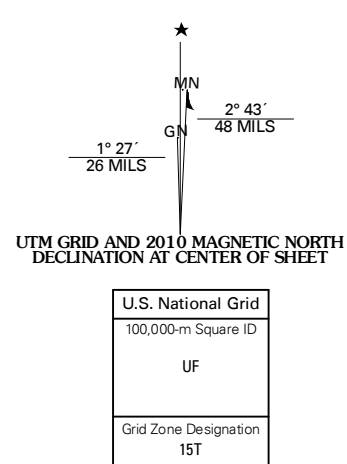 ★
MN
GN
2° 43´
48 MILS
1° 27´
26 MILS
UTM GRID AND 2010 MAGNETIC NORTH
DECLINATION AT CENTER OF SHEET
U.S. National Grid
100,000-m Square ID
UF
Grid Zone Designation
15T